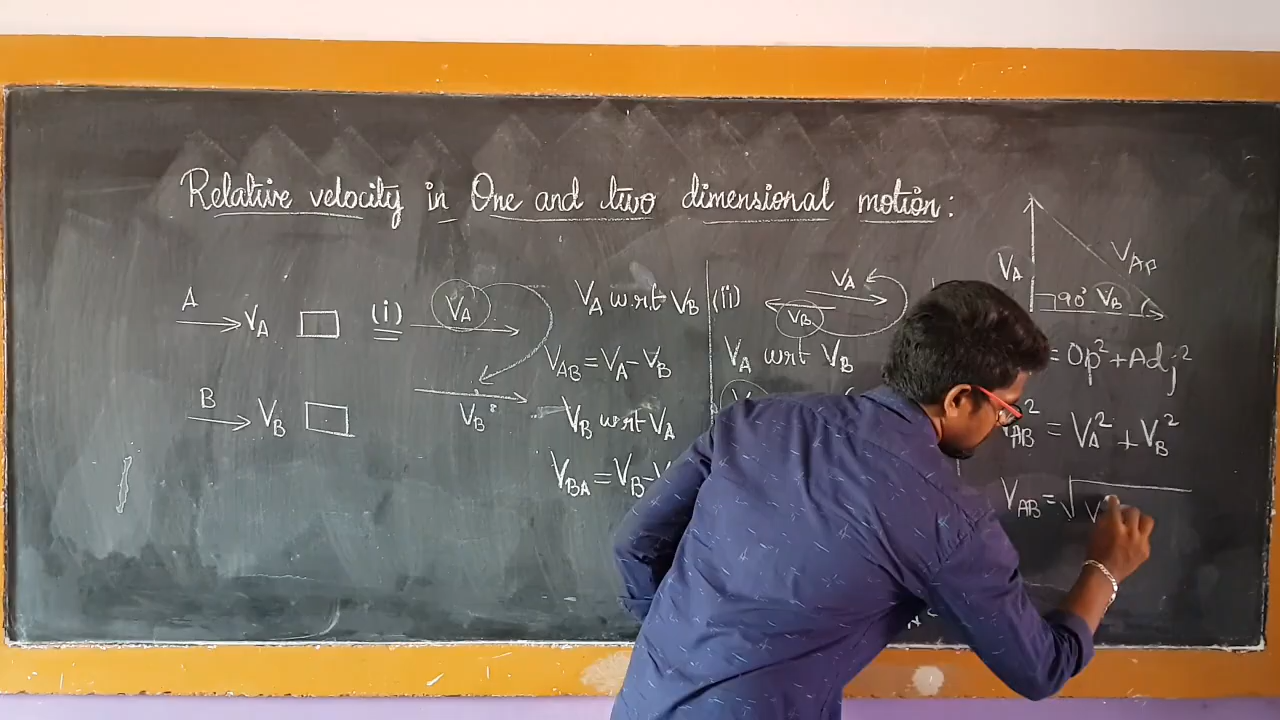 Relative velocity in One and two dimensional motion:
A
V_A
B
V_B
(i)
V_A
V_B
V_A wrt V_B
V_AB = V_A - V_B
V_B wrt V_A
V_BA = V_B -
(ii)
V_A
V_B
V_A wrt V_B
V_A
90° V_B
= Op² + Adj²
V_AB² = V_A² + V_B²
V_AB = √V